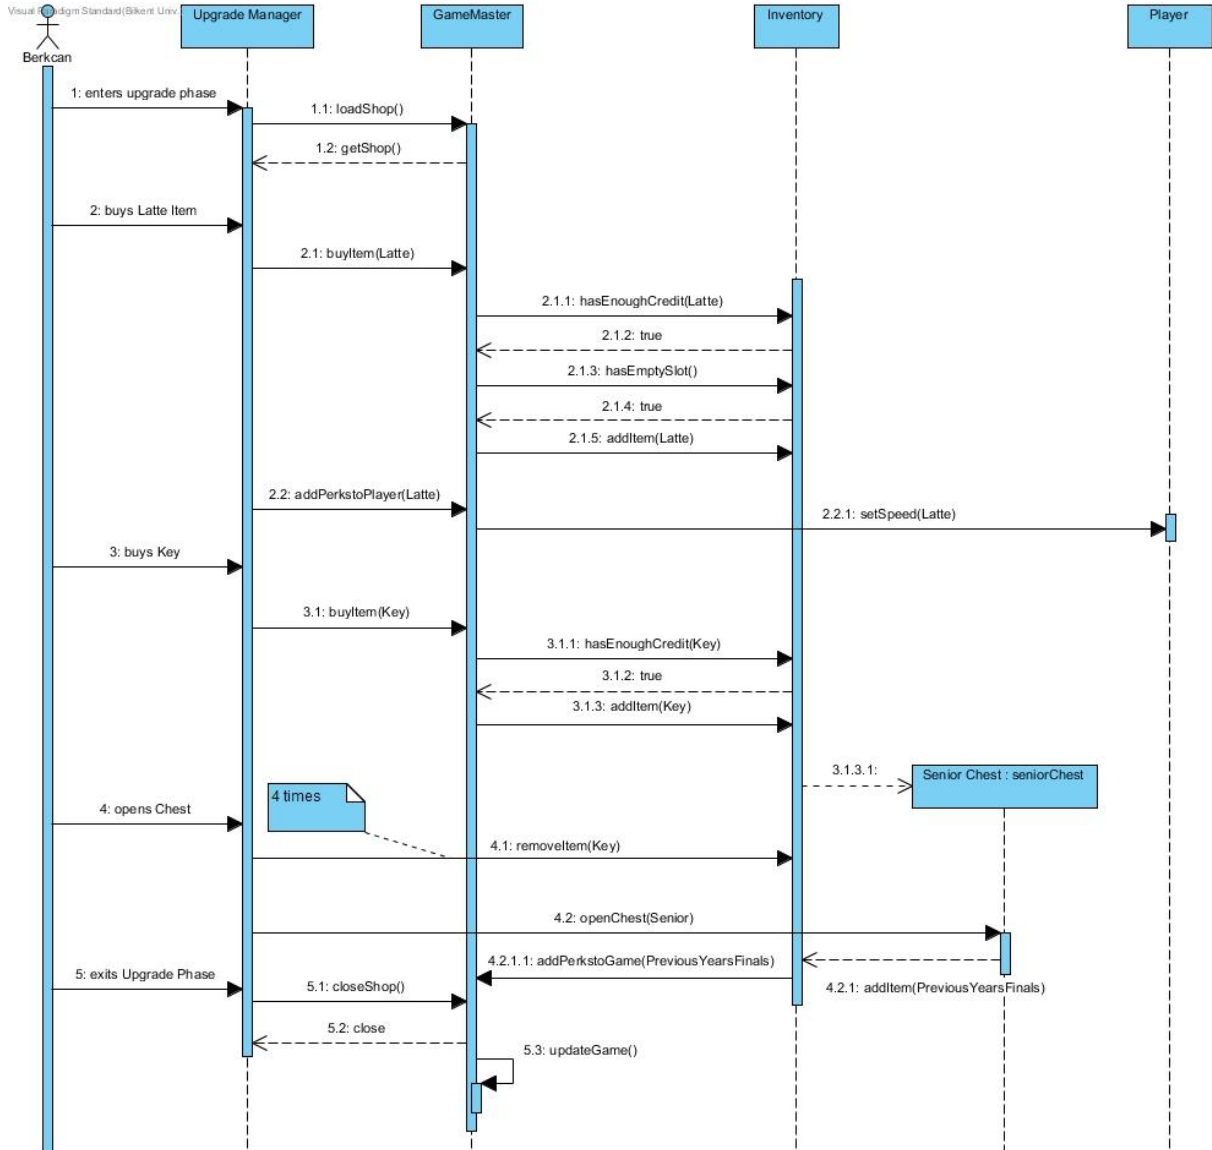 Visual Paradigm Standard(Bilkent Univ.
Upgrade Manager
GameMaster
Inventory
Player
Berkcan
1: enters upgrade phase
1.1: loadShop()
1.2: getShop()
2: buys Latte Item
2.1: buyItem(Latte)
2.1.1: hasEnoughCredit(Latte)
2.1.2: true
2.1.3: hasEmptySlot()
2.1.4: true
2.1.5: addItem(Latte)
2.2: addPerkstoPlayer(Latte)
2.2.1: setSpeed(Latte)
3: buys Key
3.1: buyItem(Key)
3.1.1: hasEnoughCredit(Key)
3.1.2: true
3.1.3: addItem(Key)
3.1.3.1:
Senior Chest : seniorChest
4 times
4: opens Chest
4.1: removeItem(Key)
4.2: openChest(Senior)
4.2.1.1: addPerkstoGame(PreviousYearsFinals)
5: exits Upgrade Phase
5.1: closeShop()
4.2.1: addItem(PreviousYearsFinals)
5.2: close
5.3: updateGame()